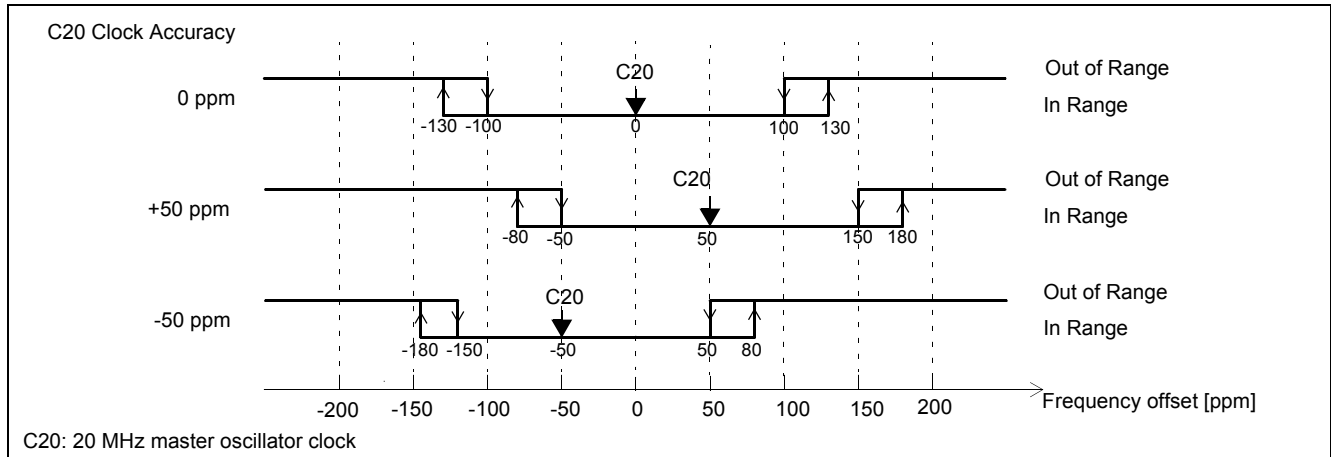 C20 Clock Accuracy
C20
Out of Range
0 ppm
In Range
-130 -100 0 100 130
C20
Out of Range
+50 ppm
In Range
-80 -50 50 150 180
C20
Out of Range
-50 ppm
In Range
-180 -150 -50 50 80
-200 -150 -100 -50 0 50 100 150 200
Frequency offset [ppm]
C20: 20 MHz master oscillator clock